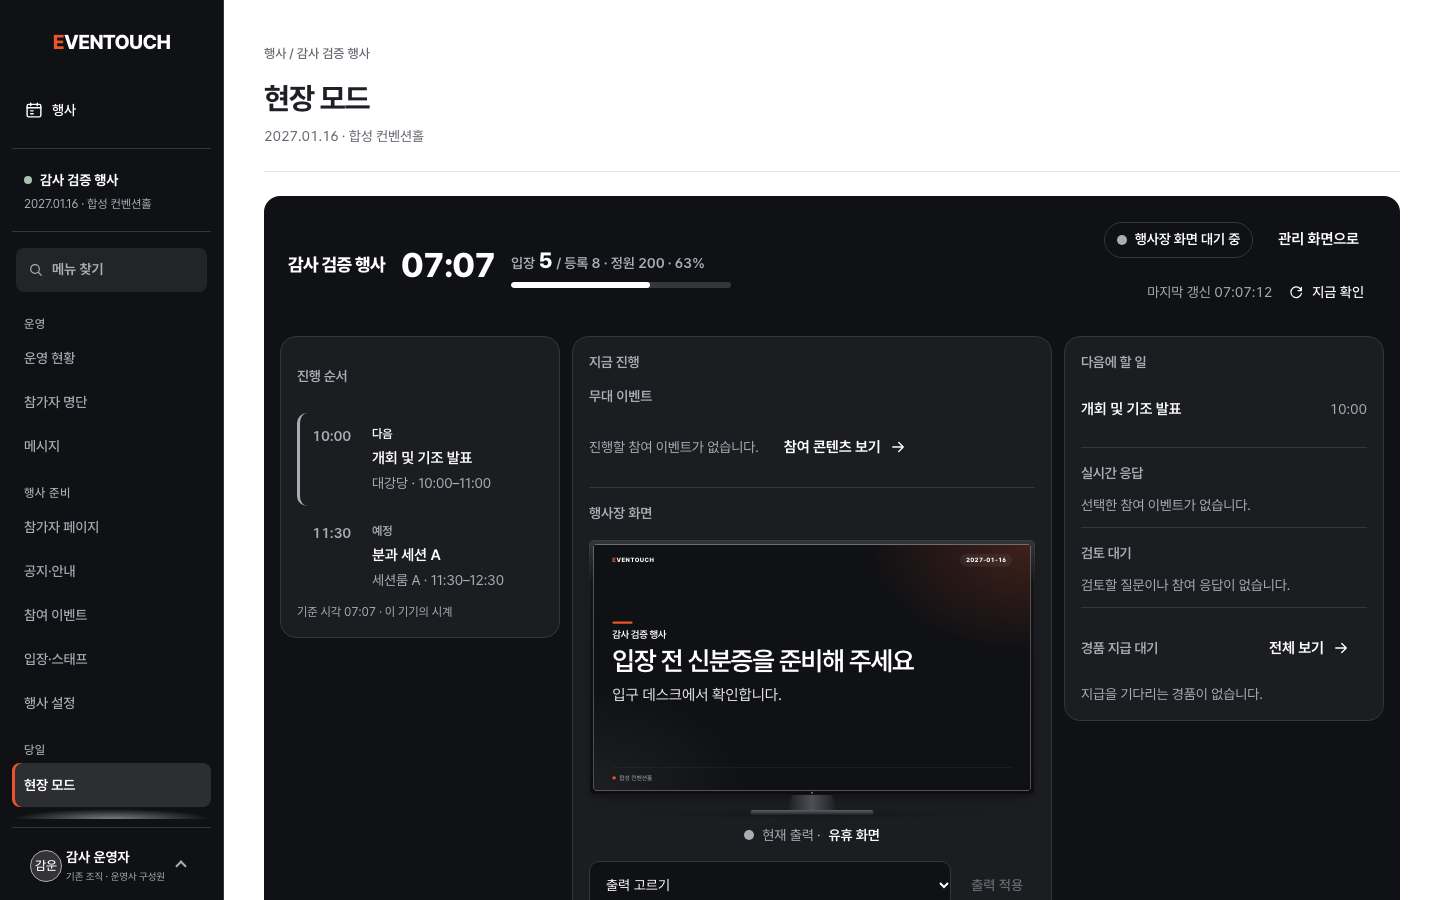 EVENTOUCH
행사
감사 검증 행사
2027.01.16 · 합성 컨벤션홀
메뉴 찾기
운영
운영 현황
참가자 명단
메시지
행사 준비
참가자 페이지
공지·안내
참여 이벤트
입장·스태프
행사 설정
당일
현장 모드
감운
감사 운영자
기존 조직 · 운영사 구성원
행사 / 감사 검증 행사
현장 모드
2027.01.16 · 합성 컨벤션홀
감사 검증 행사 07:07 입장 5 / 등록 8 · 정원 200 · 63%
행사장 화면 대기 중
관리 화면으로
마지막 갱신 07:07:12
지금 확인
진행 순서
10:00
다음
개회 및 기조 발표
대강당 · 10:00–11:00
11:30
예정
분과 세션 A
세션룸 A · 11:30–12:30
기준 시각 07:07 · 이 기기의 시계
지금 진행
무대 이벤트
진행할 참여 이벤트가 없습니다.
참여 콘텐츠 보기
행사장 화면
EVENTOUCH
2027-01-16
감사 검증 행사
입장 전 신분증을 준비해 주세요
입구 데스크에서 확인합니다.
합성 컨벤션홀
현재 출력 · 유휴 화면
출력 고르기
출력 적용
다음에 할 일
개회 및 기조 발표 10:00
실시간 응답
선택한 참여 이벤트가 없습니다.
검토 대기
검토할 질문이나 참여 응답이 없습니다.
경품 지급 대기
전체 보기
지급을 기다리는 경품이 없습니다.